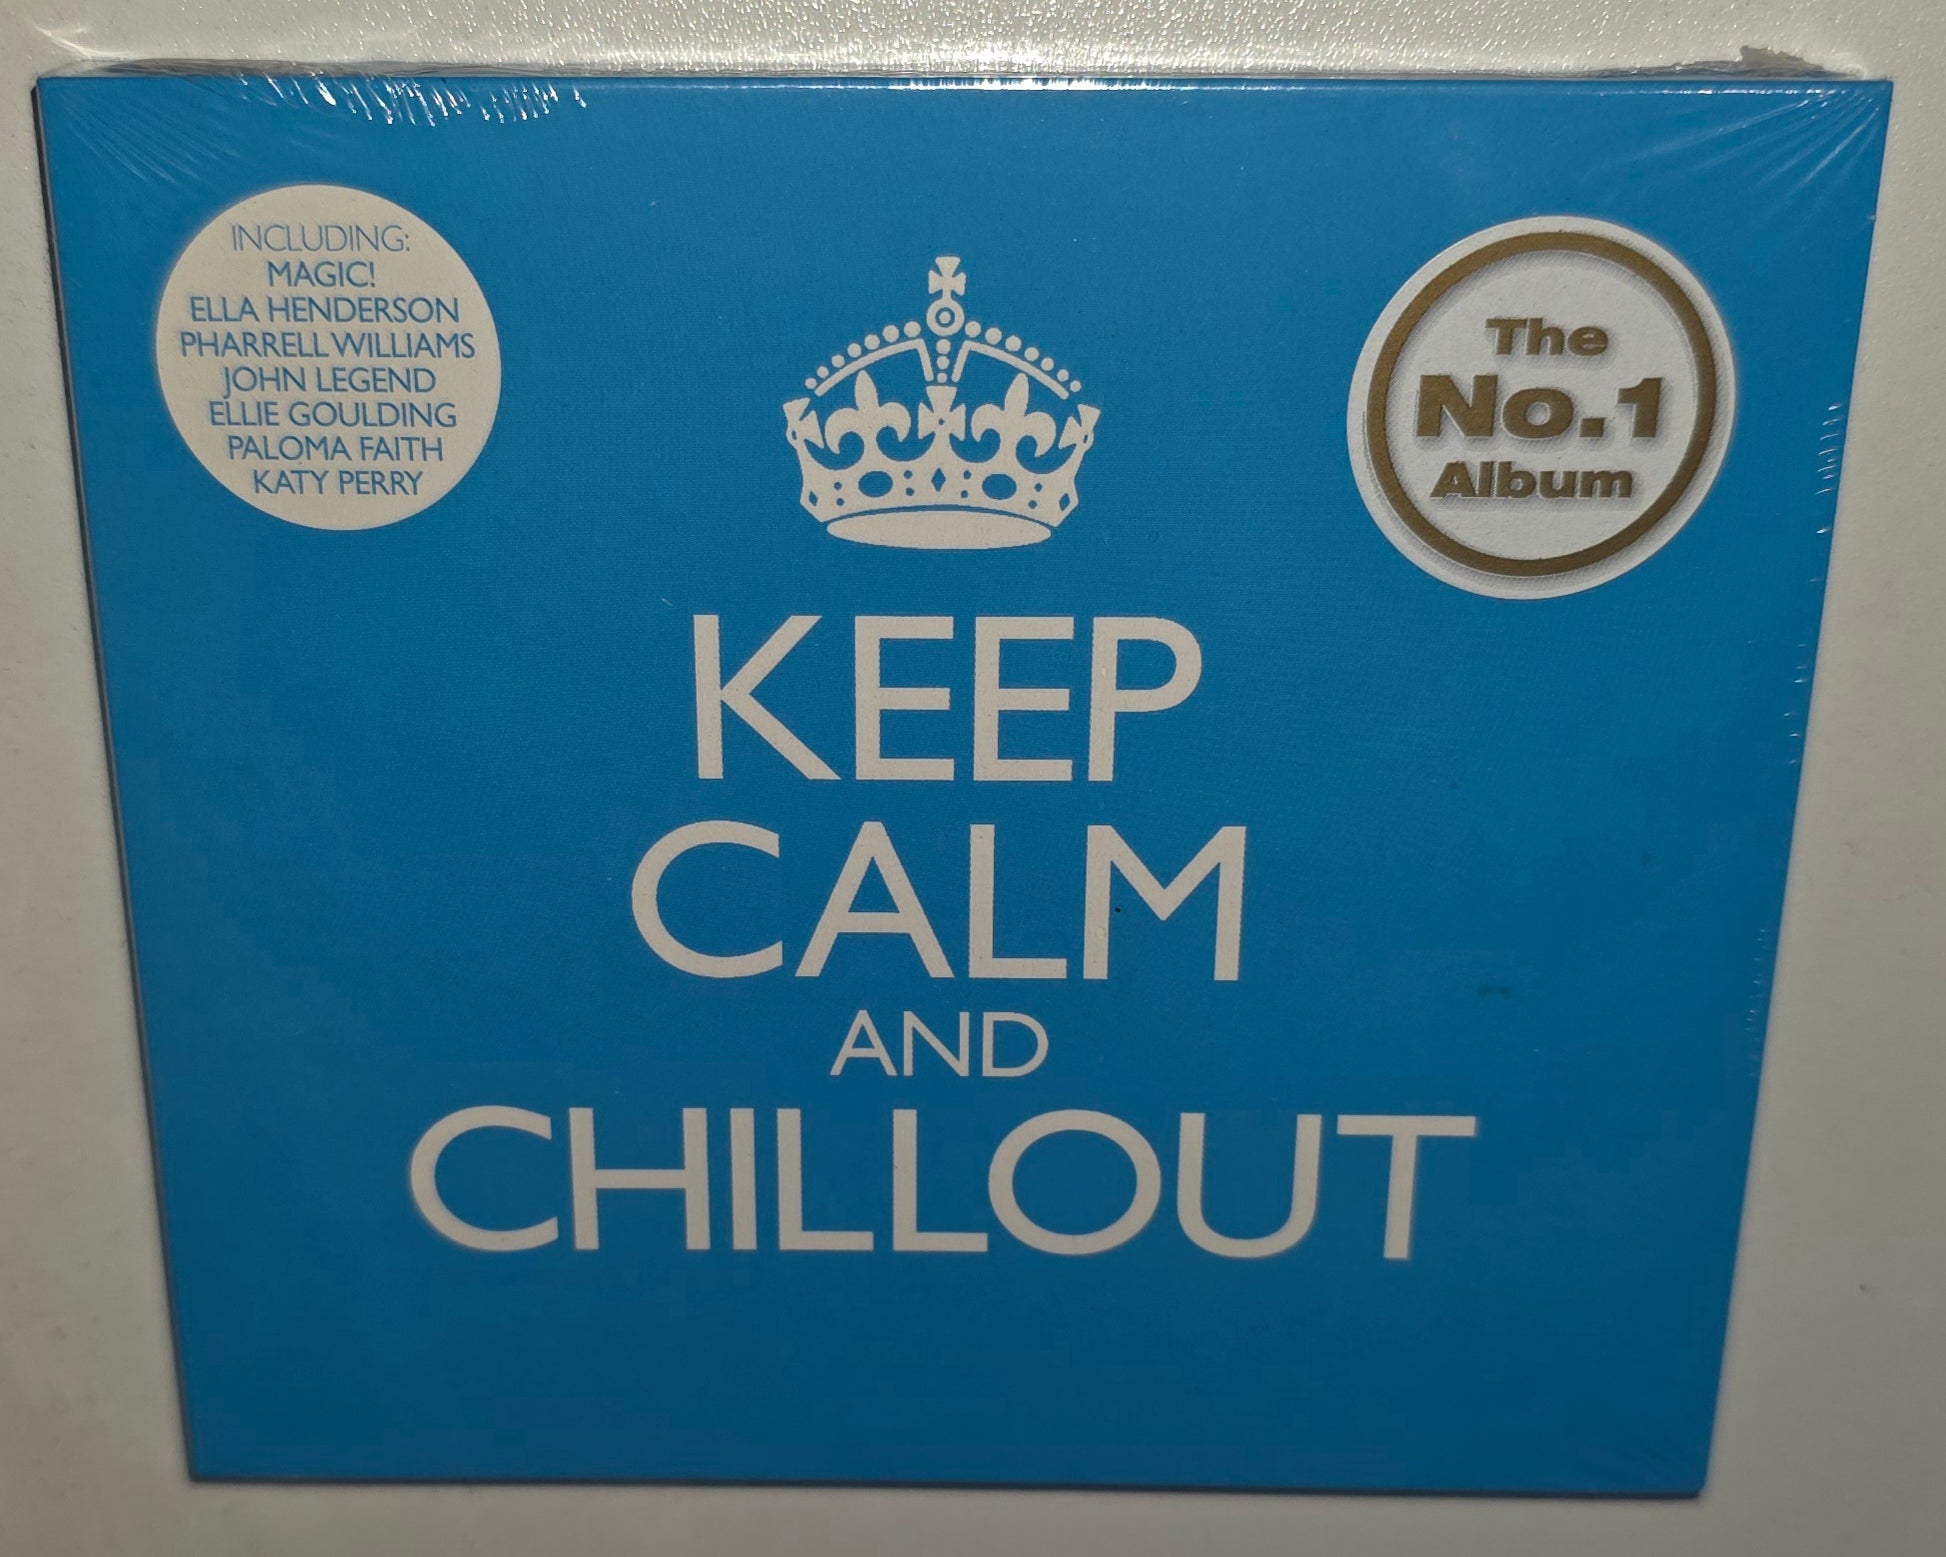 INCLUDING:
MAGIC!
ELLA HENDERSON
PHARRELL WILLIAMS
JOHN LEGEND
ELLIE GOULDING
PALOMA FAITH
KATY PERRY
The
No.1
Album
KEEP
CALM
AND
CHILLOUT